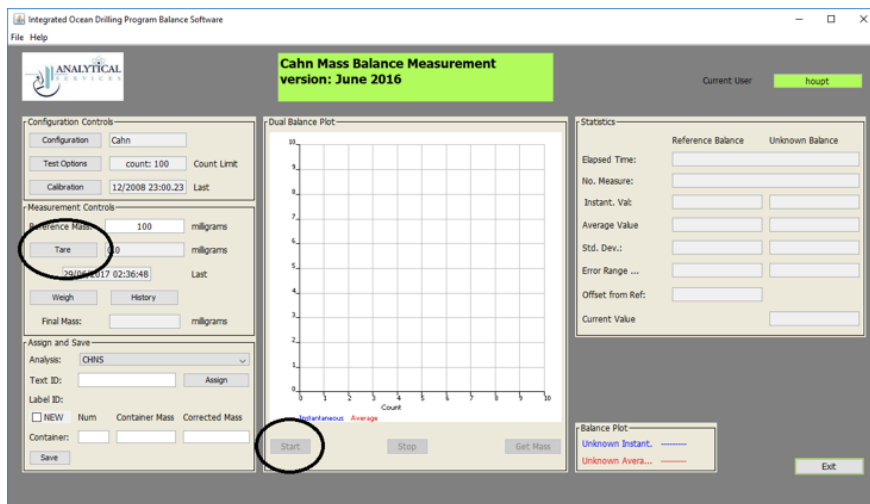 Integrated Ocean Drilling Program Balance Software
File Help
ANALYTICAL
SERVICES
Cahn Mass Balance Measurement
version: June 2016
Current User houpt
Configuration Controls
Configuration Cahn
Test Options count: 100 Count Limit
Calibration 12/2008 23:00.23 Last
Measurement Controls
Reference Mass: 100 milligrams
Tare 0.0 milligrams
29/06/2017 02:36:48 Last
Weigh History
Final Mass: milligrams
Assign and Save
Analysis: CHNS
Text ID: Assign
Label ID:
NEW Num Container Mass Corrected Mass
Container:
Save
Dual Balance Plot
10
9
8
7
6
5
4
3
2
1
0
0 1 2 3 4 5 6 7 8 9 10
Count
Instantaneous Average
Start Stop Get Mass
Statistics
Reference Balance Unknown Balance
Elapsed Time:
No. Measure:
Instant. Val:
Average Value
Std. Dev.:
Error Range ...
Offset from Ref:
Current Value
Balance Plot
Unknown Instant. --------
Unknown Avera... --------
Exit